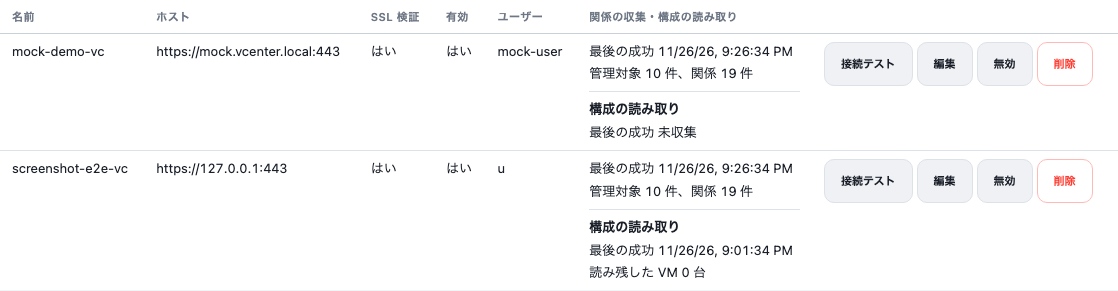 名前 ホスト SSL 検証 有効 ユーザー 関係の収集・構成の読み取り
mock-demo-vc https://mock.vcenter.local:443 はい はい mock-user 最後の成功 11/26/26, 9:26:34 PM 接続テスト 編集 無効 削除
管理対象 10 件、関係 19 件
構成の読み取り
最後の成功 未収集
screenshot-e2e-vc https://127.0.0.1:443 はい はい u 最後の成功 11/26/26, 9:26:34 PM 接続テスト 編集 無効 削除
管理対象 10 件、関係 19 件
構成の読み取り
最後の成功 11/26/26, 9:01:34 PM
読み残した VM 0 台